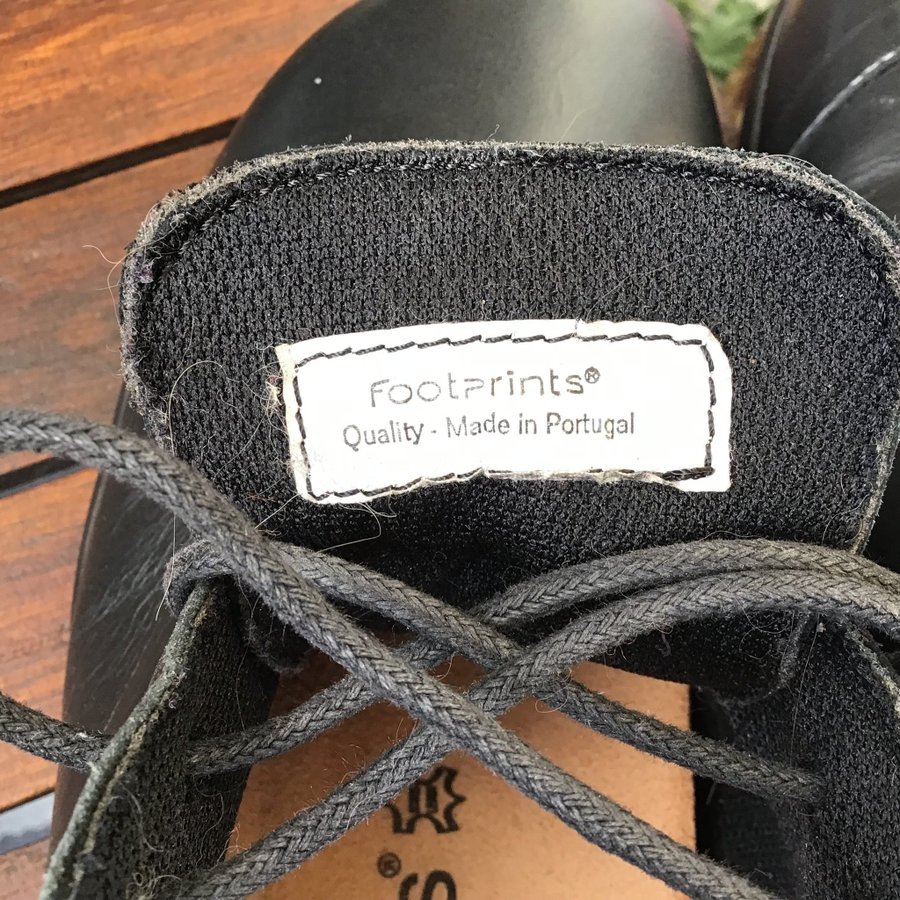 Footprints®
Quality - Made in Portugal
®
S